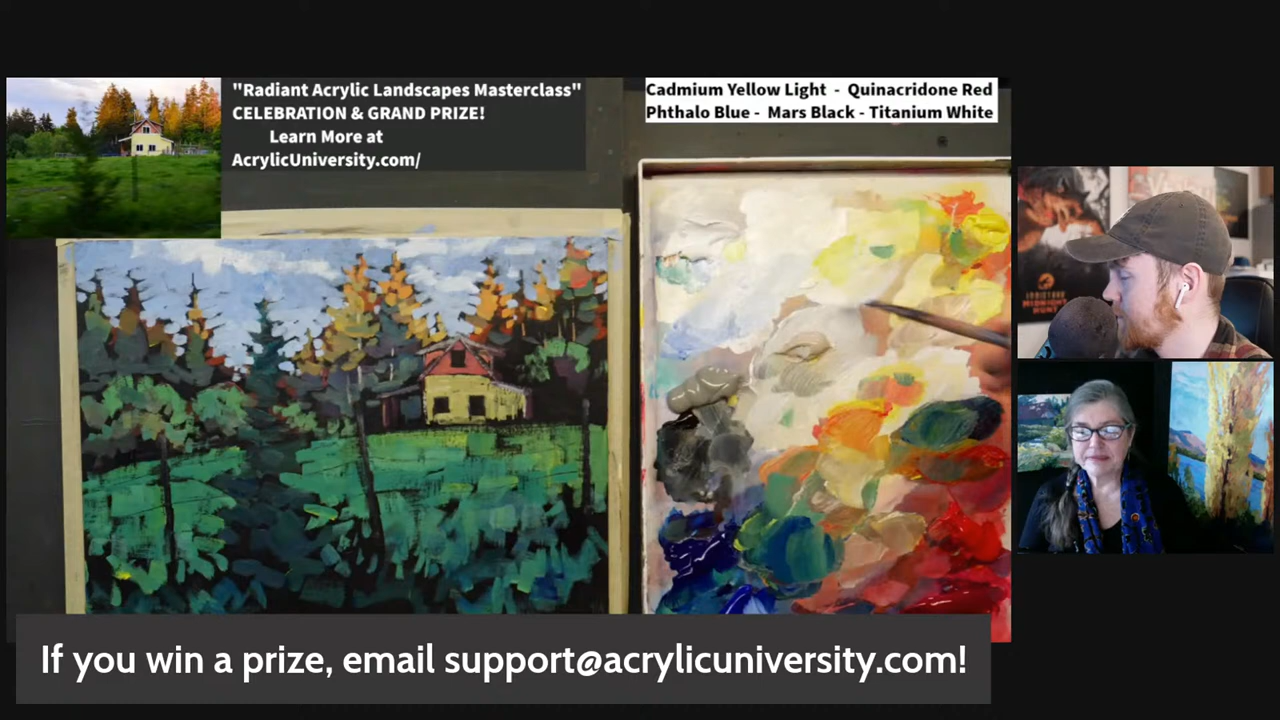 "Radiant Acrylic Landscapes Masterclass"
CELEBRATION & GRAND PRIZE!
Learn More at
AcrylicUniversity.com/
Cadmium Yellow Light - Quinacridone Red
Phthalo Blue - Mars Black - Titanium White
MIDNIGHT
If you win a prize, email support@acrylicuniversity.com!